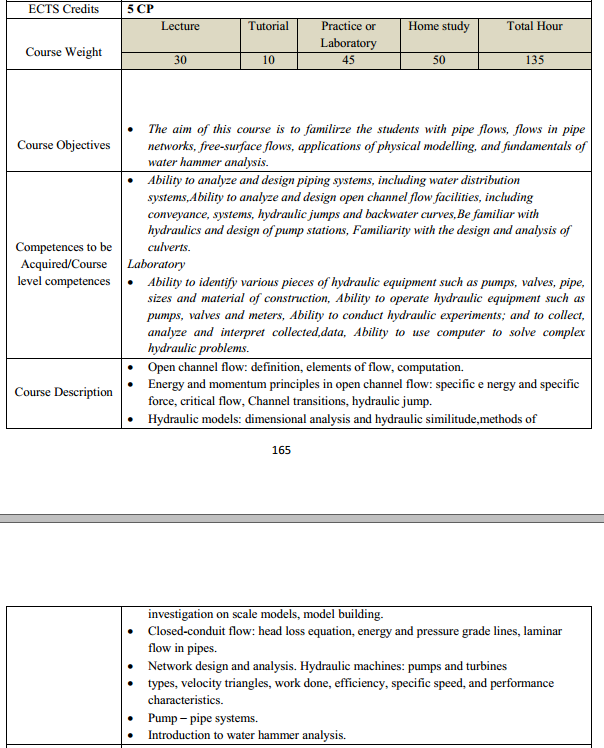 ECTS Credits 5 CP
Course Weight
Lecture Tutorial Practice or Laboratory Home study Total Hour
30 10 45 50 135
Course Objectives
• The aim of this course is to familirze the students with pipe flows, flows in pipe
networks, free-surface flows, applications of physical modelling, and fundamentals of
water hammer analysis.
Competences to be
Acquired/Course
level competences
• Ability to analyze and design piping systems, including water distribution
systems,Ability to analyze and design open channel flow facilities, including
conveyance, systems, hydraulic jumps and backwater curves,Be familiar with
hydraulics and design of pump stations, Familiarity with the design and analysis of
culverts.
Laboratory
• Ability to identify various pieces of hydraulic equipment such as pumps, valves, pipe,
sizes and material of construction, Ability to operate hydraulic equipment such as
pumps, valves and meters, Ability to conduct hydraulic experiments; and to collect,
analyze and interpret collected,data, Ability to use computer to solve complex
hydraulic problems.
Course Description
• Open channel flow: definition, elements of flow, computation.
• Energy and momentum principles in open channel flow: specific e nergy and specific
force, critical flow, Channel transitions, hydraulic jump.
• Hydraulic models: dimensional analysis and hydraulic similitude,methods of
165
investigation on scale models, model building.
• Closed-conduit flow: head loss equation, energy and pressure grade lines, laminar
flow in pipes.
• Network design and analysis. Hydraulic machines: pumps and turbines
• types, velocity triangles, work done, efficiency, specific speed, and performance
characteristics.
• Pump – pipe systems.
• Introduction to water hammer analysis.